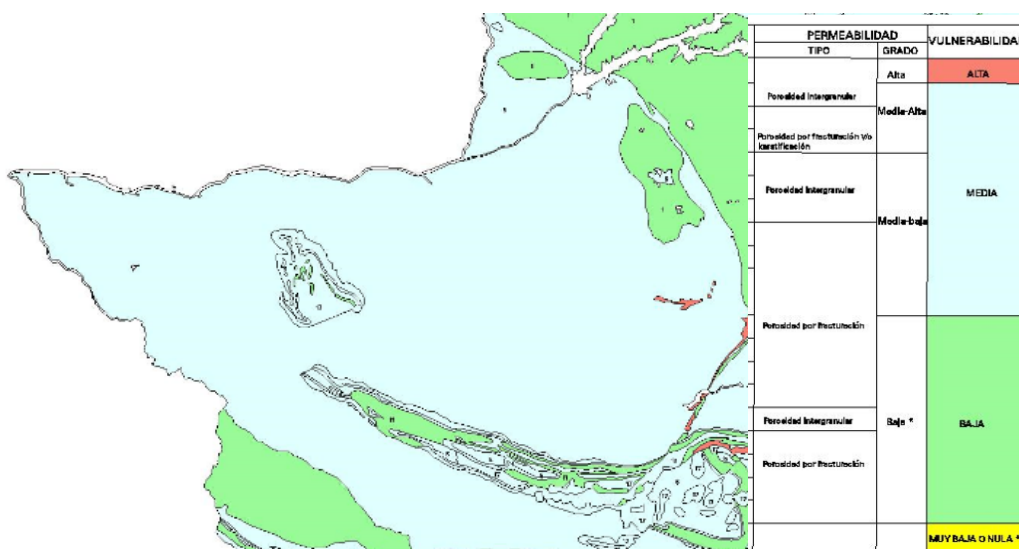 PERMEABILIDAD
VULNERABILIDAD
TIPO
GRADO
Alta
ALTA
Porosidad Intergranular
Media-Alta
Porosidad por fracturación y/o
karstificación
Porosidad Intergranular
MEDIA
Media-baja
Porosidad por fracturación
Porosidad Intergranular
Baja *
BAJA
Porosidad por fracturación
MUY BAJA O NULA *